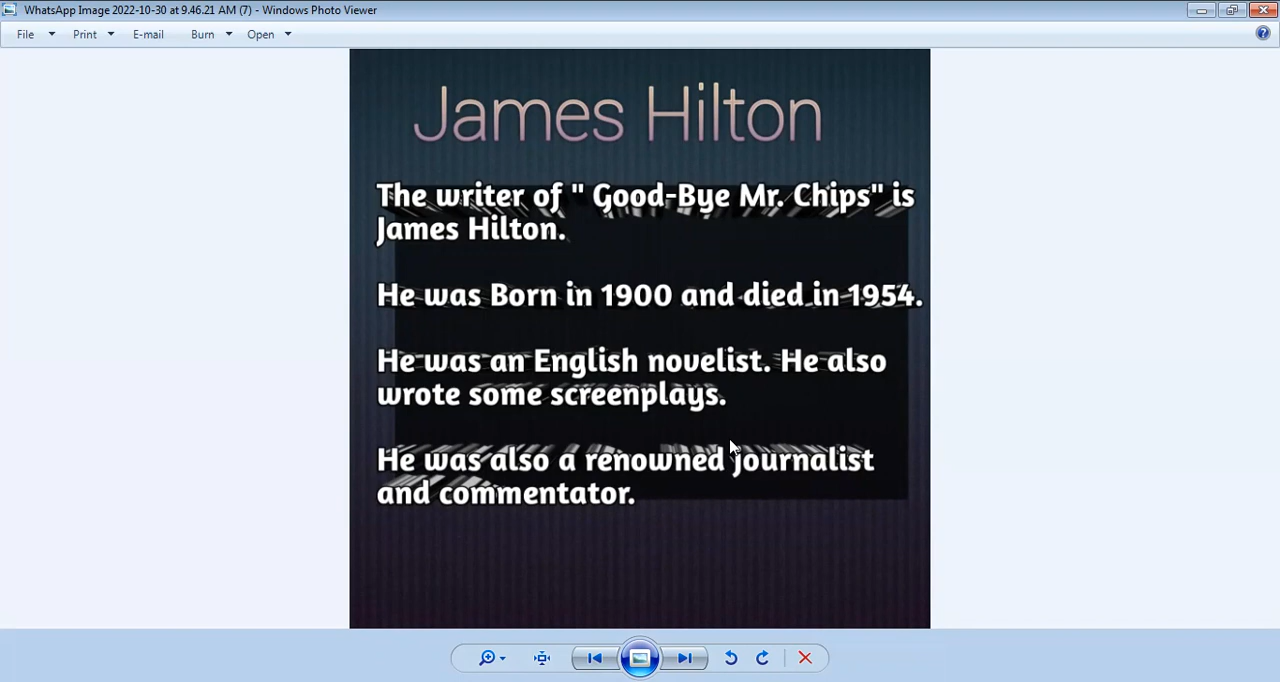 WhatsApp Image 2022-10-30 at 9.46.21 AM (7) - Windows Photo Viewer
File Print E-mail Burn Open
James Hilton
The writer of " Good-Bye Mr. Chips" is
James Hilton.
He was Born in 1900 and died in 1954.
He was an English novelist. He also
wrote some screenplays.
He was also a renowned journalist
and commentator.